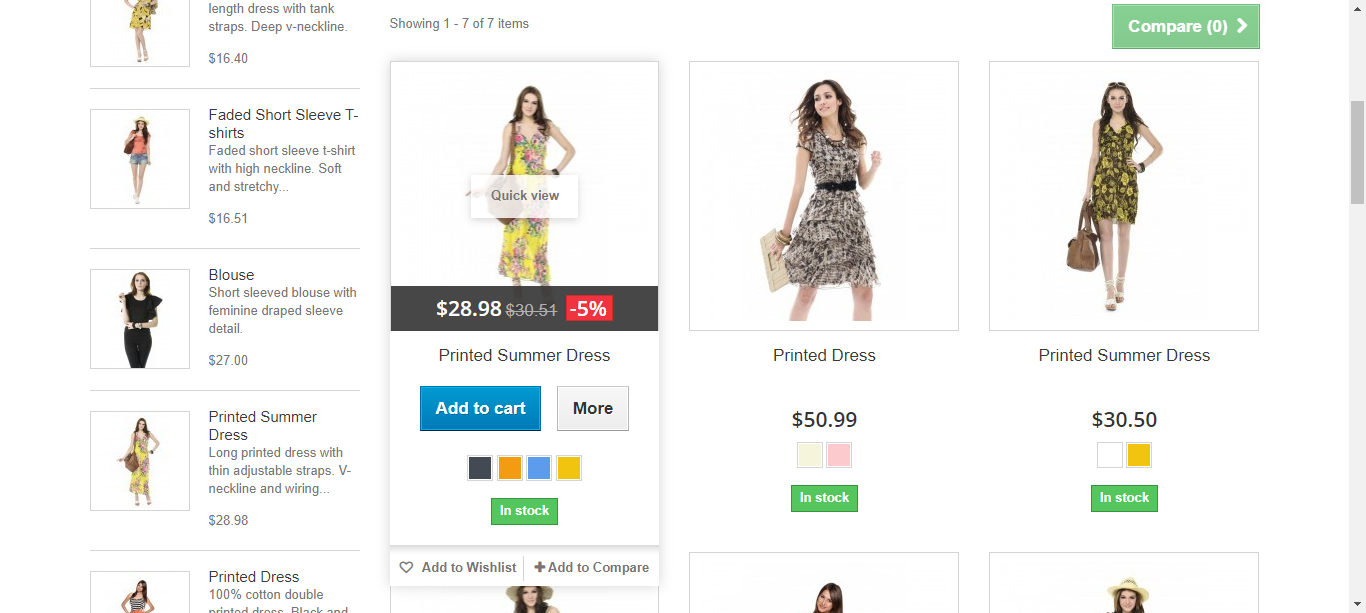 length dress with tank
straps. Deep v-neckline.
$16.40
Faded Short Sleeve T-
shirts
Faded short sleeve t-shirt
with high neckline. Soft
and stretchy...
$16.51
Blouse
Short sleeved blouse with
feminine draped sleeve
detail.
$27.00
Printed Summer
Dress
Long printed dress with
thin adjustable straps. V-
neckline and wiring...
$28.98
Printed Dress
100% cotton double
printed dress. Black and
Showing 1 - 7 of 7 items
Compare (0)
Quick view
$28.98 $30.51 -5%
Printed Summer Dress
Add to cart More
In stock
Add to Wishlist Add to Compare
Printed Dress
$50.99
In stock
Printed Summer Dress
$30.50
In stock